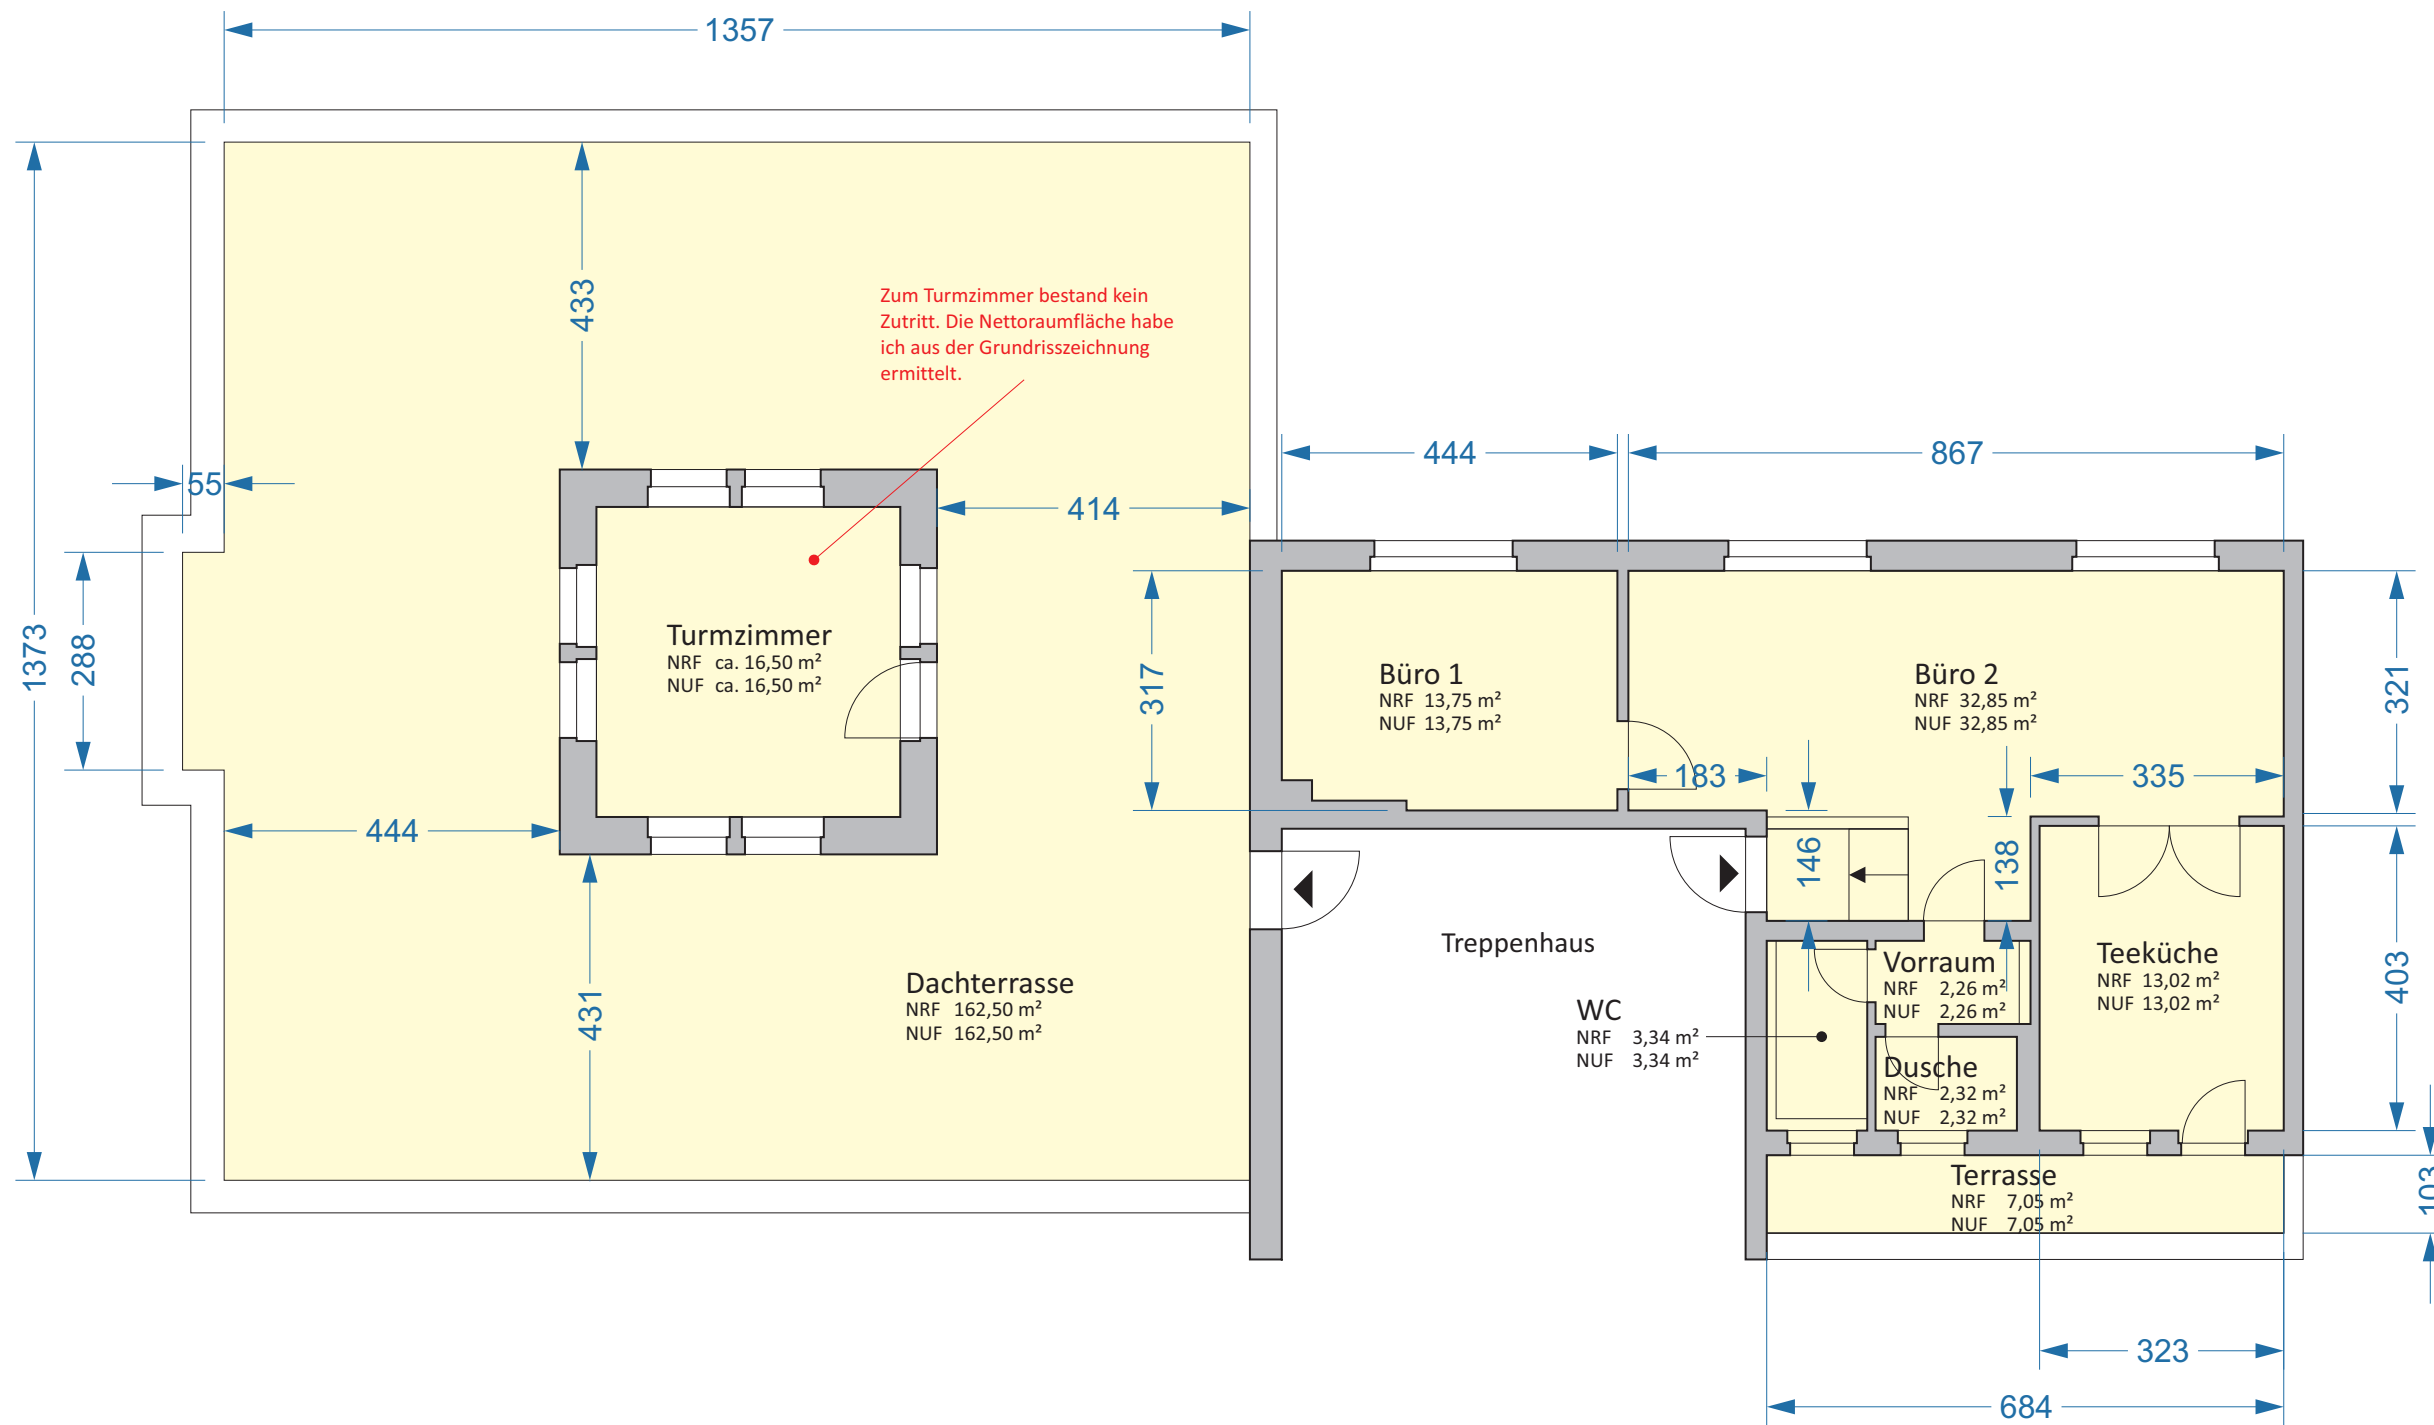 1357
433
Zum Turmzimmer bestand kein
Zutritt. Die Nettoraumfläche habe
ich aus der Grundrisszeichnung
ermittelt.
444
867
55
414
1373
288
Turmzimmer
NRF ca. 16,50 m²
NUF ca. 16,50 m²
317
Büro 1
NRF 13,75 m²
NUF 13,75 m²
Büro 2
NRF 32,85 m²
NUF 32,85 m²
321
183
335
444
146
138
431
Dachterrasse
NRF 162,50 m²
NUF 162,50 m²
Treppenhaus
WC
NRF 3,34 m²
NUF 3,34 m²
Vorraum
NRF 2,26 m²
NUF 2,26 m²
Teeküche
NRF 13,02 m²
NUF 13,02 m²
403
Dusche
NRF 2,32 m²
NUF 2,32 m²
Terrasse
NRF 7,05 m²
NUF 7,05 m²
103
323
684